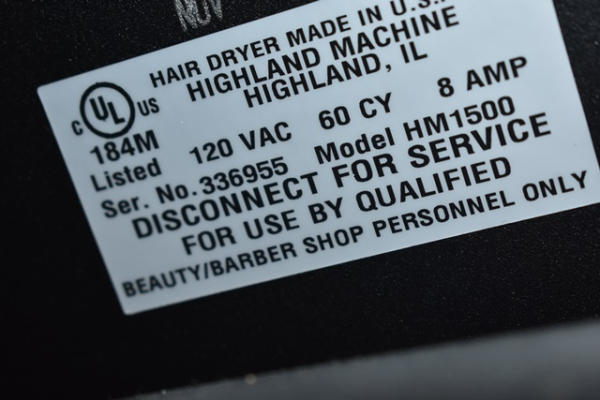 NOV
HAIR DRYER MADE IN U.S.A.
HIGHLAND MACHINE
HIGHLAND, IL
C UL US
184M
Listed 120 VAC 60 CY 8 AMP
Ser. No. 336955 Model HM1500
DISCONNECT FOR SERVICE
FOR USE BY QUALIFIED
BEAUTY/BARBER SHOP PERSONNEL ONLY